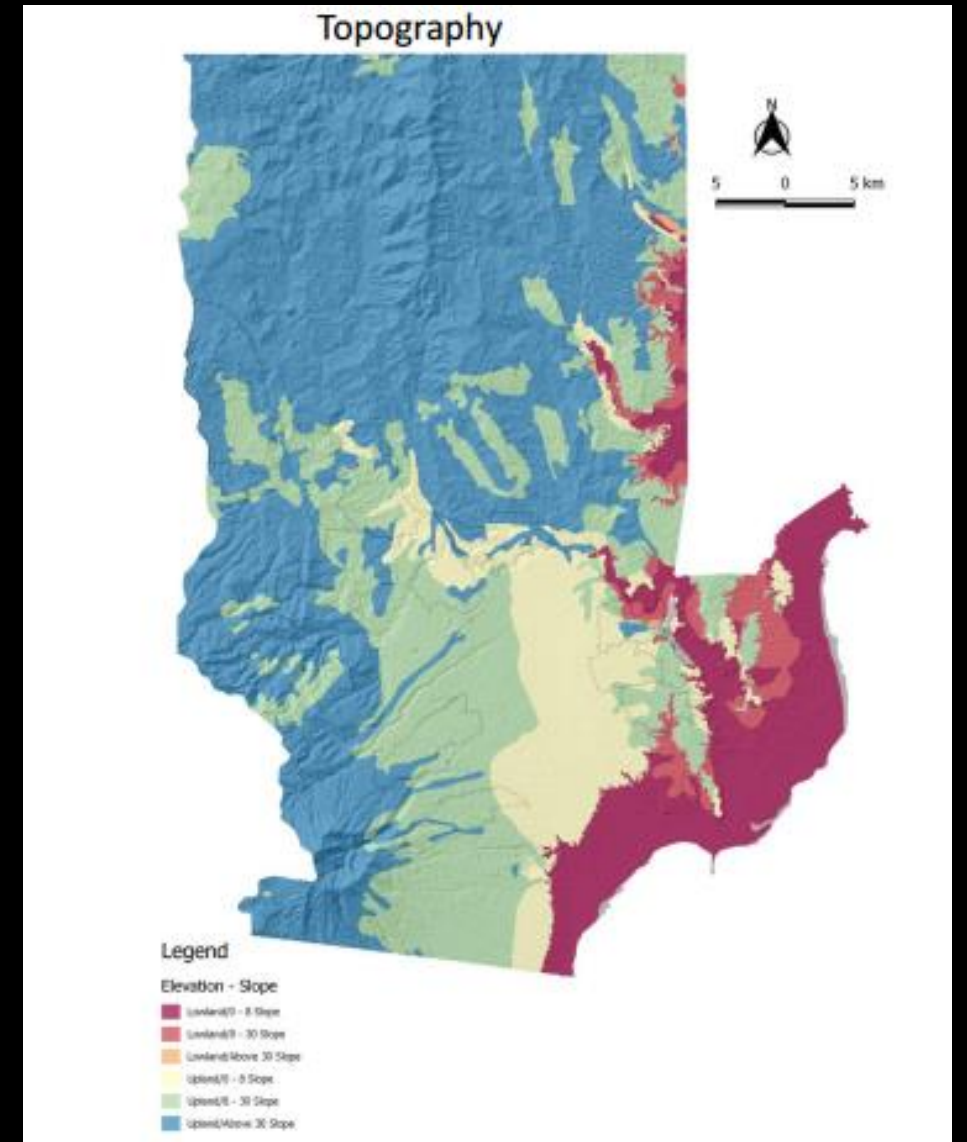 Topography
N
5 0 5 km
Legend
Elevation - Slope
Lowland/0 - 8 Slope
Lowland/8 - 30 Slope
Lowland/Above 30 Slope
Upland/0 - 8 Slope
Upland/8 - 30 Slope
Upland/Above 30 Slope